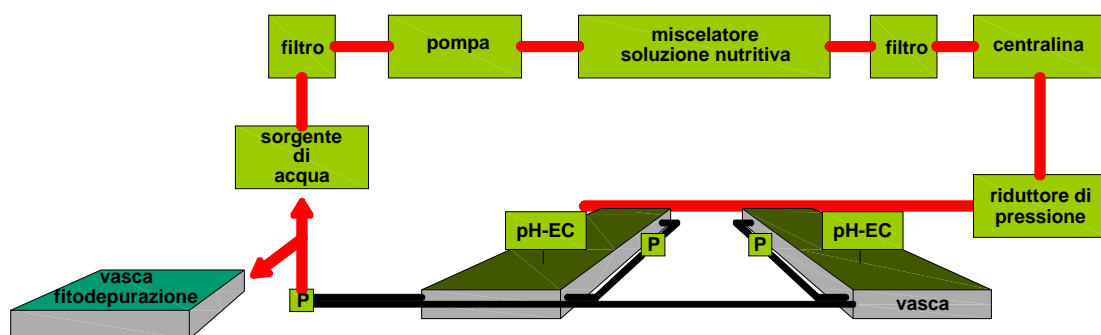 filtro
pompa
miscelatore
soluzione nutritiva
filtro
centralina
sorgente
di
acqua
riduttore di
pressione
pH-EC
P
P
pH-EC
vasca
fitodepurazione
P
vasca